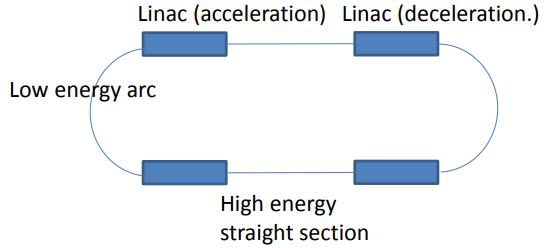 Linac (acceleration) Linac (deceleration.)
Low energy arc
High energy
straight section